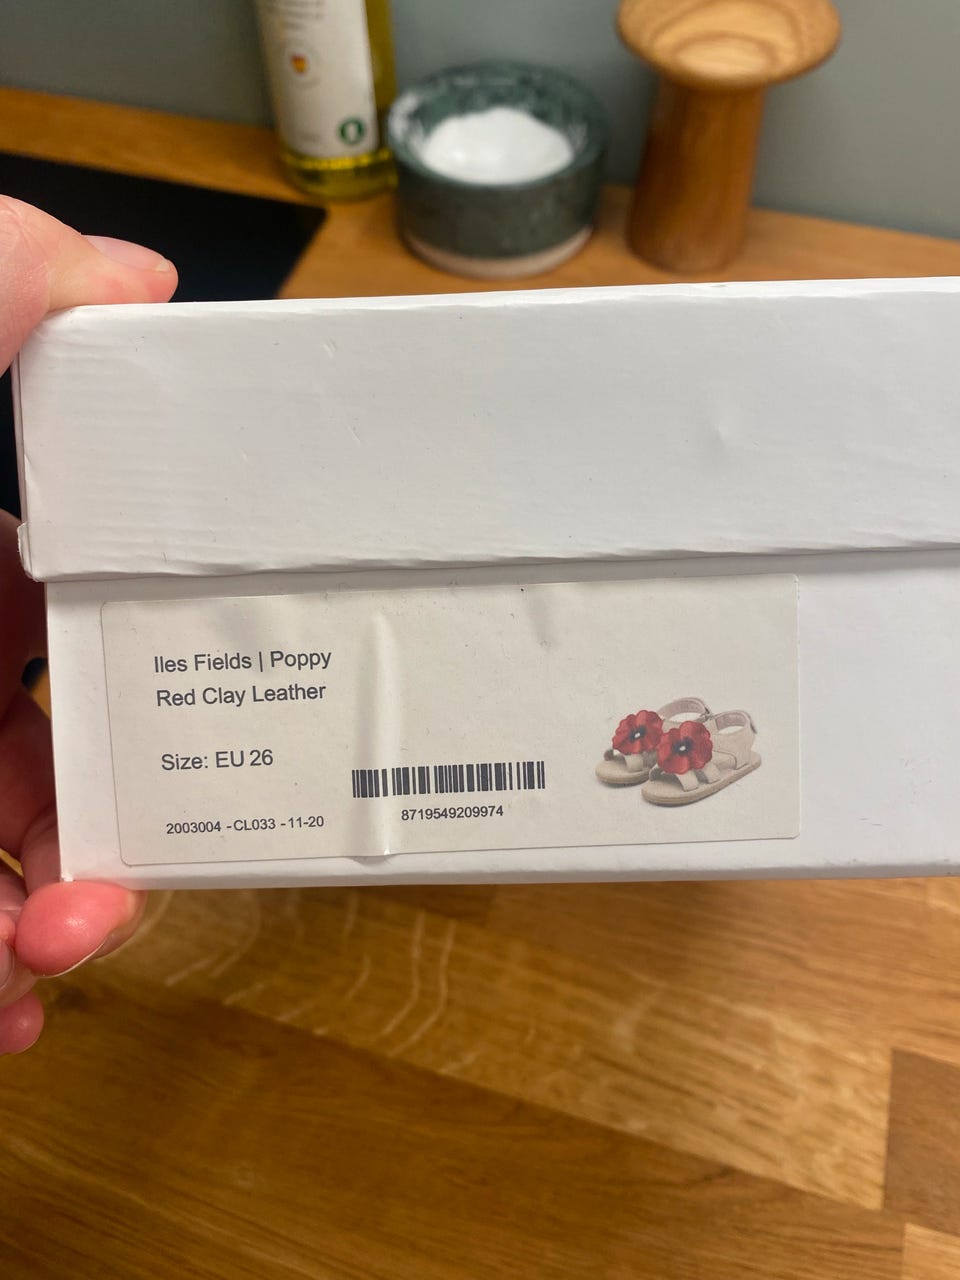 Iles Fields | Poppy
Red Clay Leather
Size: EU 26
2003004 -CL033 -11-20
8719549209974